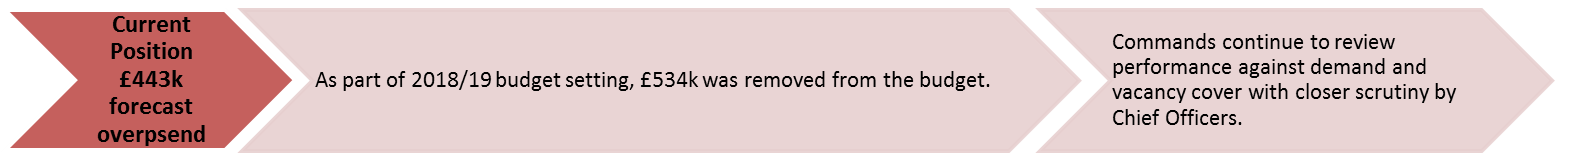 Current
Position
£443k
forecast
overpsend
As part of 2018/19 budget setting, £534k was removed from the budget.
Commands continue to review
performance against demand and
vacancy cover with closer scrutiny by
Chief Officers.